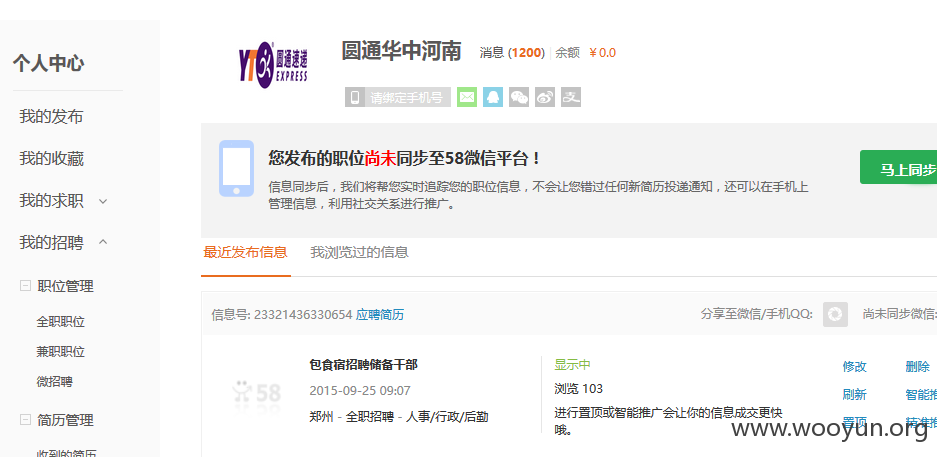 个人中心
我的发布
我的收藏
我的求职
我的招聘
职位管理
全职职位
兼职职位
微招聘
简历管理
收到的简历
YTO 圆通速递
EXPRESS
圆通华中河南 消息 (1200) 余额 ￥0.0
请绑定手机号
您发布的职位尚未同步至58微信平台！
信息同步后，我们将帮您实时追踪您的职位信息，不会让您错过任何新简历投递通知，还可以在手机上
管理信息，利用社交关系进行推广。
马上同步
最近发布信息 我浏览过的信息
信息号: 23321436330654 应聘简历 分享至微信/手机QQ: 尚未同步微信:
58
包食宿招聘储备干部
2015-09-25 09:07
郑州 - 全职招聘 - 人事/行政/后勤
显示中
浏览 103
进行置顶或智能推广会让你的信息成交更快
哦。
修改 删除
刷新 智能推
置顶 精准推
www.wooyun.org